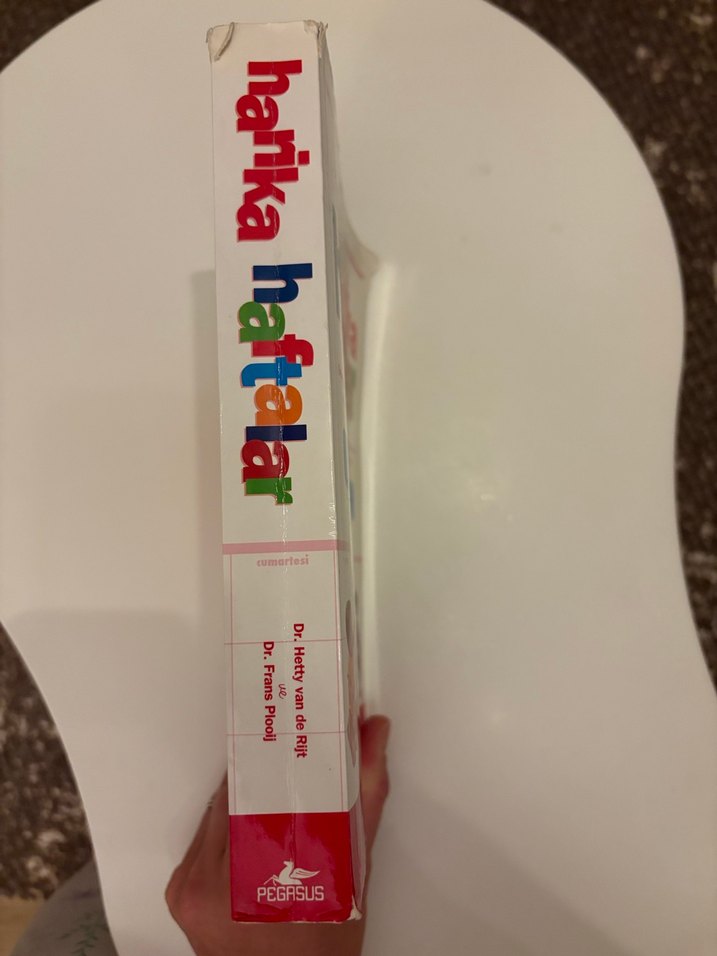 harika haftalar
cumartesi
Dr. Hetty van de Rijt
ve
Dr. Frans Plooij
PEGASUS